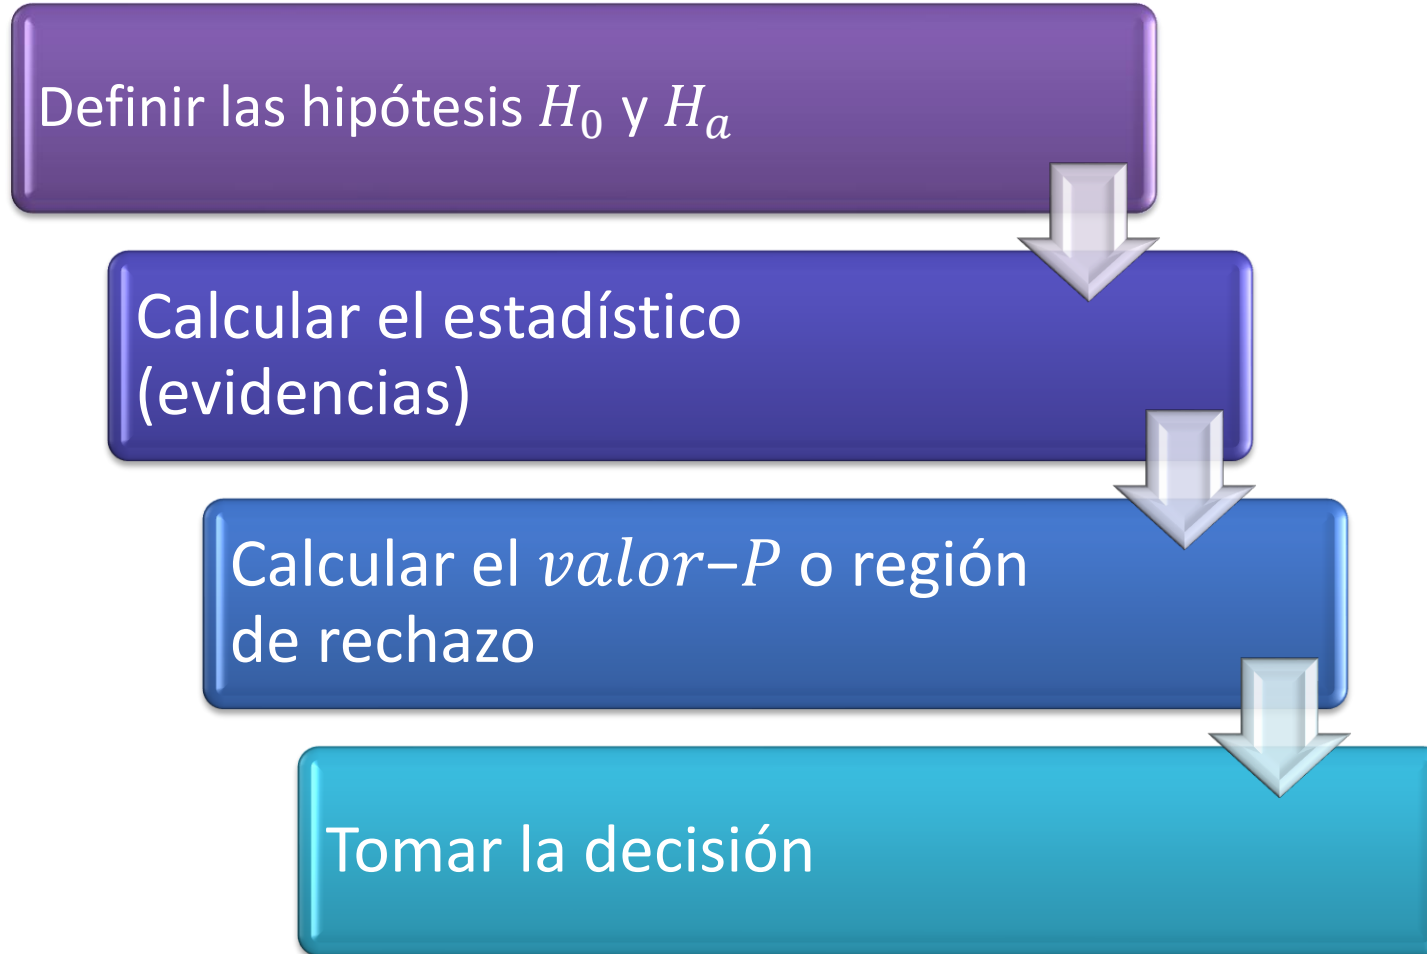 Definir las hipótesis H₀ y Hₐ
Calcular el estadístico
(evidencias)
Calcular el valor−P o región
de rechazo
Tomar la decisión